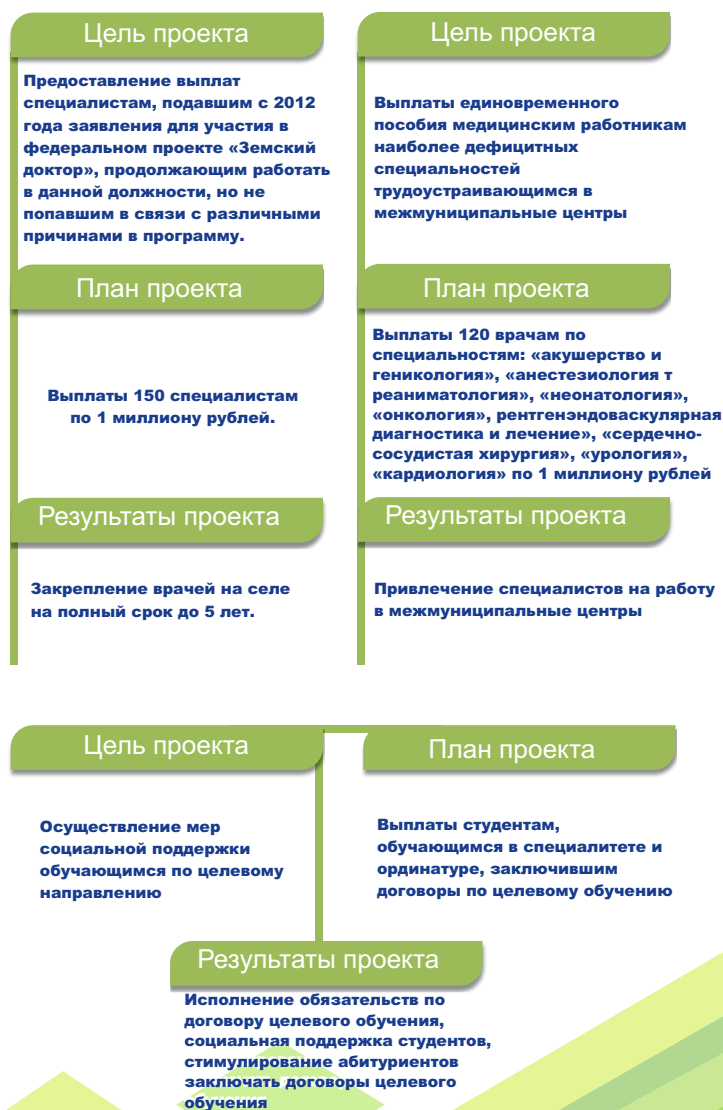 Цель проекта
Предоставление выплат
специалистам, подавшим с 2012
года заявления для участия в
федеральном проекте «Земский
доктор», продолжающим работать
в данной должности, но не
попавшим в связи с различными
причинами в программу.
План проекта
Выплаты 150 специалистам
по 1 миллиону рублей.
Результаты проекта
Закрепление врачей на селе
на полный срок до 5 лет.
Цель проекта
Выплаты единовременного
пособия медицинским работникам
наиболее дефицитных
специальностей
трудоустраивающимся в
межмуниципальные центры
План проекта
Выплаты 120 врачам по
специальностям: «акушерство и
геникология», «анестезиология т
реаниматология», «неонатология»,
«онкология», рентгенэндоваскулярная
диагностика и лечение», «сердечно-
сосудистая хирургия», «урология»,
«кардиология» по 1 миллиону рублей
Результаты проекта
Привлечение специалистов на работу
в межмуниципальные центры
Цель проекта
Осуществление мер
социальной поддержки
обучающимся по целевому
направлению
План проекта
Выплаты студентам,
обучающимся в специалитете и
ординатуре, заключившим
договоры по целевому обучению
Результаты проекта
Исполнение обязательств по
договору целевого обучения,
социальная поддержка студентов,
стимулирование абитуриентов
заключать договоры целевого
обучения